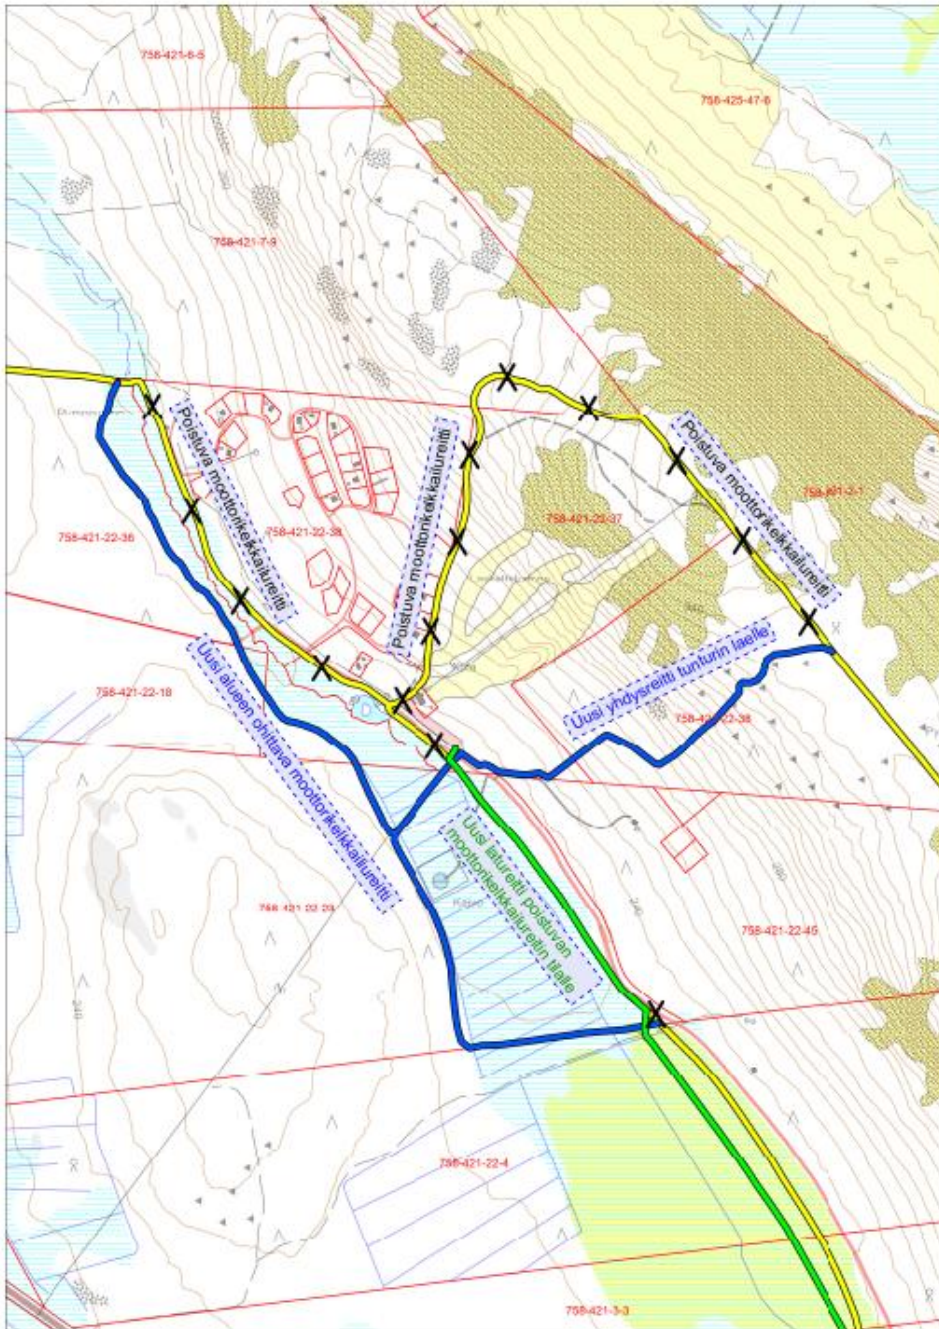 758-421-6-5
758-425-47-6
758-421-7-9
Poistuva moottorikelkkailureitti
Poistuva moottorikelkkailureitti
Poistuva moottorikelkkailureitti
758-421-22-36
758-421-22-38
758-421-22-37
Uusi alueen ohittava moottorikelkkailureitti
Uusi yhdysreitti tunturin laelle
758-421-22-18
Uusi latureitti poistuvan
moottorikelkkailureitin tilalle
280
240
758-421-22-45
240
758-421-22-4
758-421-3-3